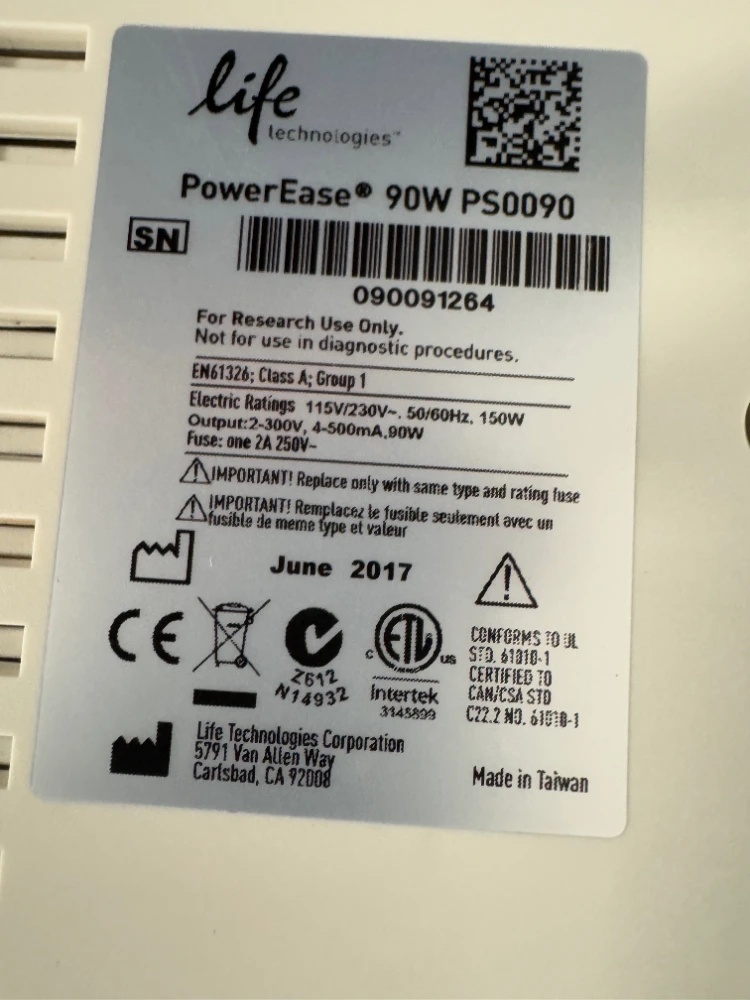 life
technologies™
PowerEase® 90W PS0090
SN
090091264
For Research Use Only.
Not for use in diagnostic procedures.
EN61326; Class A; Group 1
Electric Ratings 115V/230V~, 50/60Hz, 150W
Output:2-300V, 4-500mA,90W
Fuse: one 2A 250V~
IMPORTANT! Replace only with same type and rating fuse
IMPORTANT! Remplacez le fusible seulement avec un
fusible de meme type et valeur
June 2017
CE
Z612
N14932
c ETL us
Intertek
3145899
CONFORMS TO UL
STD. 61010-1
CERTIFIED TO
CAN/CSA STD
C22.2 NO. 61010-1
Life Technologies Corporation
5791 Van Allen Way
Carlsbad, CA 92008
Made in Taiwan